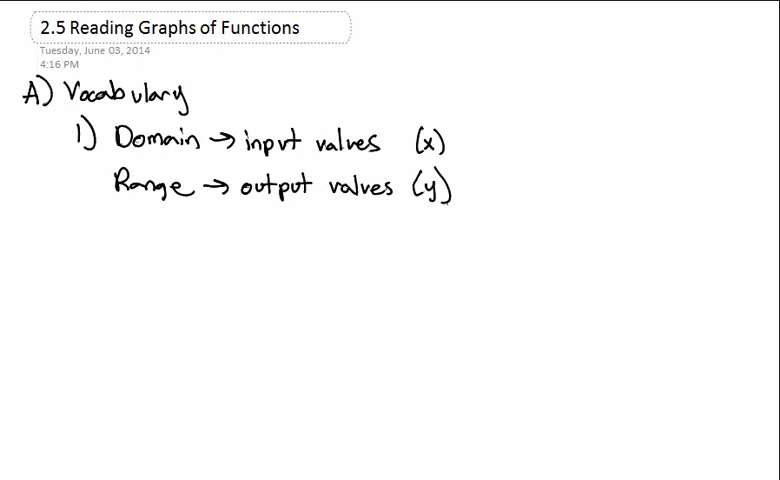 2.5 Reading Graphs of Functions
Tuesday, June 03, 2014
4:16 PM
A) Vocabulary
1) Domain → input values (x)
Range → output values (y)